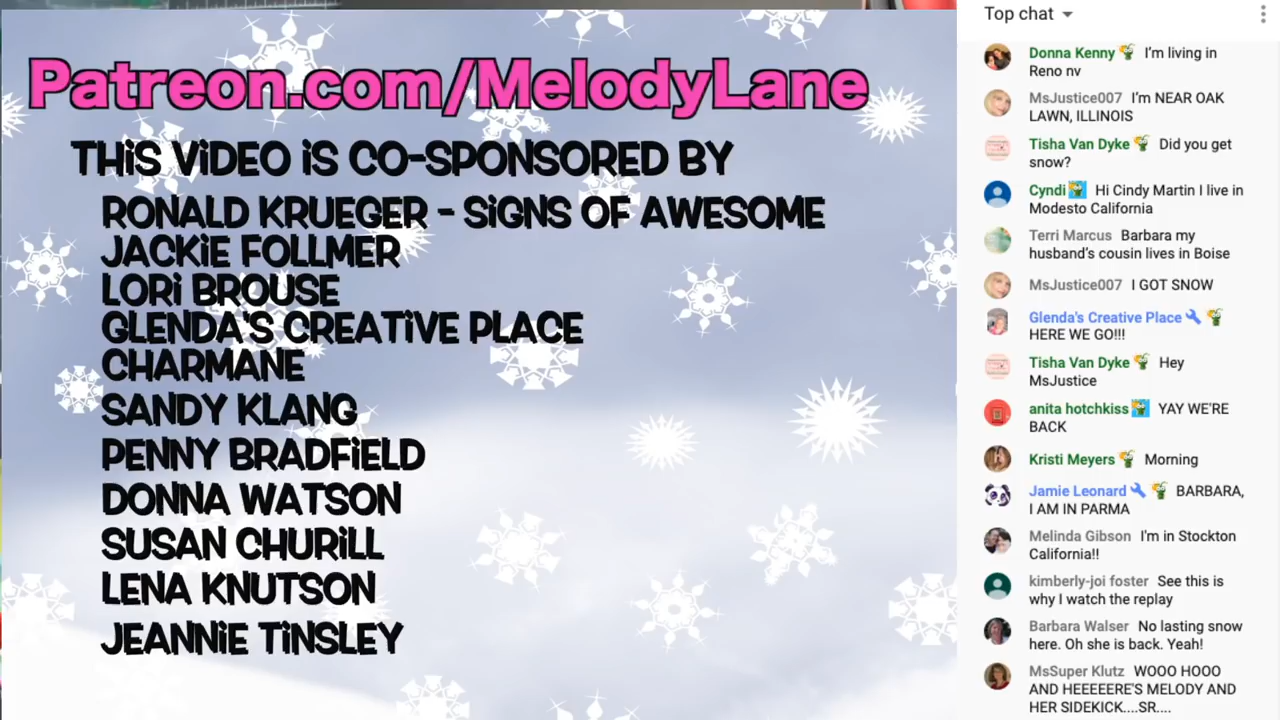 Patreon.com/MelodyLane
THIS VIDEO IS CO-SPONSORED BY
RONALD KRUEGER - SIGNS OF AWESOME
JACKIE FOLLMER
LORI BROUSE
GLENDA'S CREATIVE PLACE
CHARMANE
SANDY KLANG
PENNY BRADFIELD
DONNA WATSON
SUSAN CHURILL
LENA KNUTSON
JEANNIE TINSLEY
Top chat
Donna Kenny I'm living in
Reno nv
MsJustice007 I'm NEAR OAK
LAWN, ILLINOIS
Tisha Van Dyke Did you get
snow?
Cyndi Hi Cindy Martin I live in
Modesto California
Terri Marcus Barbara my
husband's cousin lives in Boise
MsJustice007 I GOT SNOW
Glenda's Creative Place
HERE WE GO!!!
Tisha Van Dyke Hey
MsJustice
anita hotchkiss YAY WE'RE
BACK
Kristi Meyers Morning
Jamie Leonard BARBARA,
I AM IN PARMA
Melinda Gibson I'm in Stockton
California!!
kimberly-joi foster See this is
why I watch the replay
Barbara Walser No lasting snow
here. Oh she is back. Yeah!
MsSuper Klutz WOOO HOOO
AND HEEEEERE'S MELODY AND
HER SIDEKICK....SR....